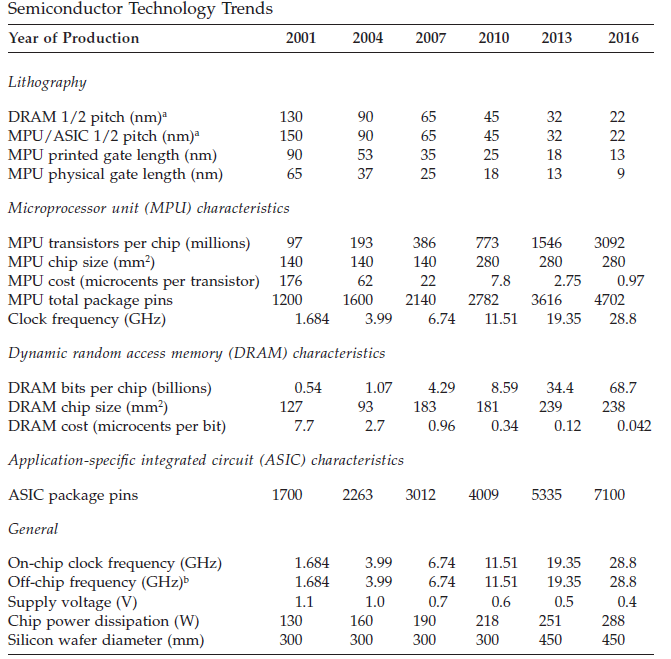 Semiconductor Technology Trends
Year of Production 2001 2004 2007 2010 2013 2016
Lithography
DRAM 1/2 pitch (nm)ᵃ 130 90 65 45 32 22
MPU/ASIC 1/2 pitch (nm)ᵃ 150 90 65 45 32 22
MPU printed gate length (nm) 90 53 35 25 18 13
MPU physical gate length (nm) 65 37 25 18 13 9
Microprocessor unit (MPU) characteristics
MPU transistors per chip (millions) 97 193 386 773 1546 3092
MPU chip size (mm²) 140 140 140 280 280 280
MPU cost (microcents per transistor) 176 62 22 7.8 2.75 0.97
MPU total package pins 1200 1600 2140 2782 3616 4702
Clock frequency (GHz) 1.684 3.99 6.74 11.51 19.35 28.8
Dynamic random access memory (DRAM) characteristics
DRAM bits per chip (billions) 0.54 1.07 4.29 8.59 34.4 68.7
DRAM chip size (mm²) 127 93 183 181 239 238
DRAM cost (microcents per bit) 7.7 2.7 0.96 0.34 0.12 0.042
Application-specific integrated circuit (ASIC) characteristics
ASIC package pins 1700 2263 3012 4009 5335 7100
General
On-chip clock frequency (GHz) 1.684 3.99 6.74 11.51 19.35 28.8
Off-chip frequency (GHz)ᵇ 1.684 3.99 6.74 11.51 19.35 28.8
Supply voltage (V) 1.1 1.0 0.7 0.6 0.5 0.4
Chip power dissipation (W) 130 160 190 218 251 288
Silicon wafer diameter (mm) 300 300 300 300 450 450